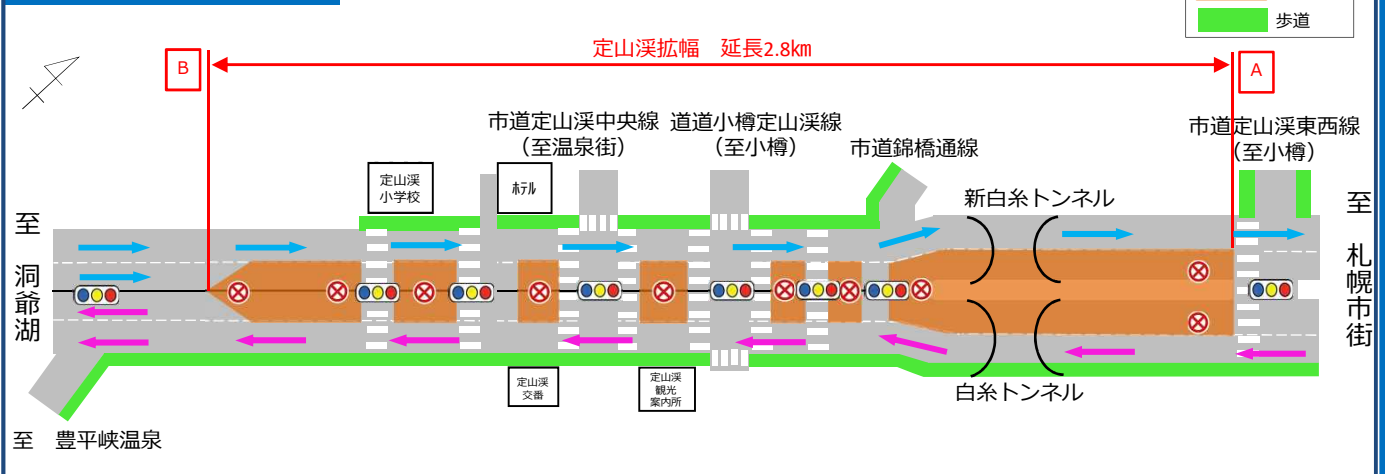 歩道
定山渓拡幅　延長2.8km
B
A
市道定山渓中央線
（至温泉街）
道道小樽定山渓線
（至小樽）
市道錦橋通線
市道定山渓東西線
（至小樽）
定山渓
小学校
ホテル
新白糸トンネル
至　洞爺湖
至　札幌市街
定山渓
交番
定山渓
観光
案内所
白糸トンネル
至　豊平峡温泉